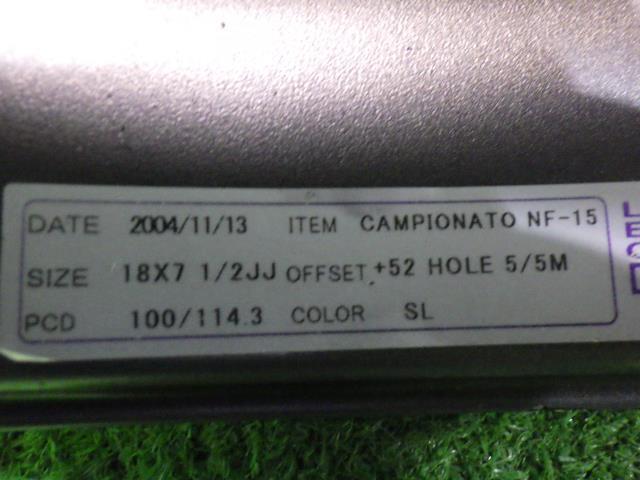 DATE 2004/11/13 ITEM CAMPIONATO NF-15
SIZE 18X7 1/2JJ OFFSET +52 HOLE 5/5M
PCD 100/114.3 COLOR SL